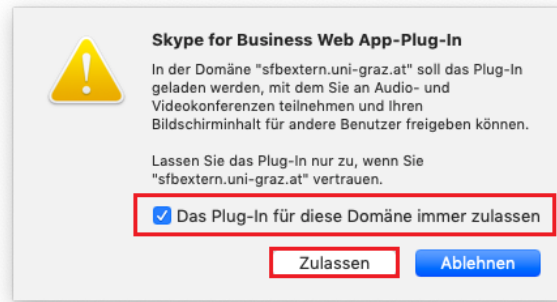 Skype for Business Web App-Plug-In
In der Domäne "sfbextern.uni-graz.at" soll das Plug-In
geladen werden, mit dem Sie an Audio- und
Videokonferenzen teilnehmen und Ihren
Bildschirminhalt für andere Benutzer freigeben können.
Lassen Sie das Plug-In nur zu, wenn Sie
"sfbextern.uni-graz.at" vertrauen.
Das Plug-In für diese Domäne immer zulassen
Zulassen
Ablehnen